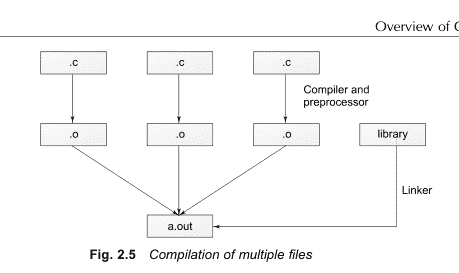 Overview of C
.c .c .c
Compiler and
preprocessor
.o .o .o library
Linker
a.out
Fig. 2.5 Compilation of multiple files